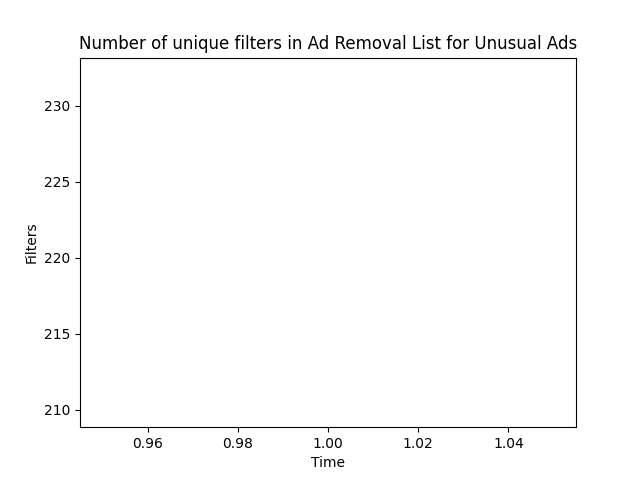 Number of unique filters in Ad Removal List for Unusual Ads
230
225
220
215
210
Filters
0.96 0.98 1.00 1.02 1.04
Time